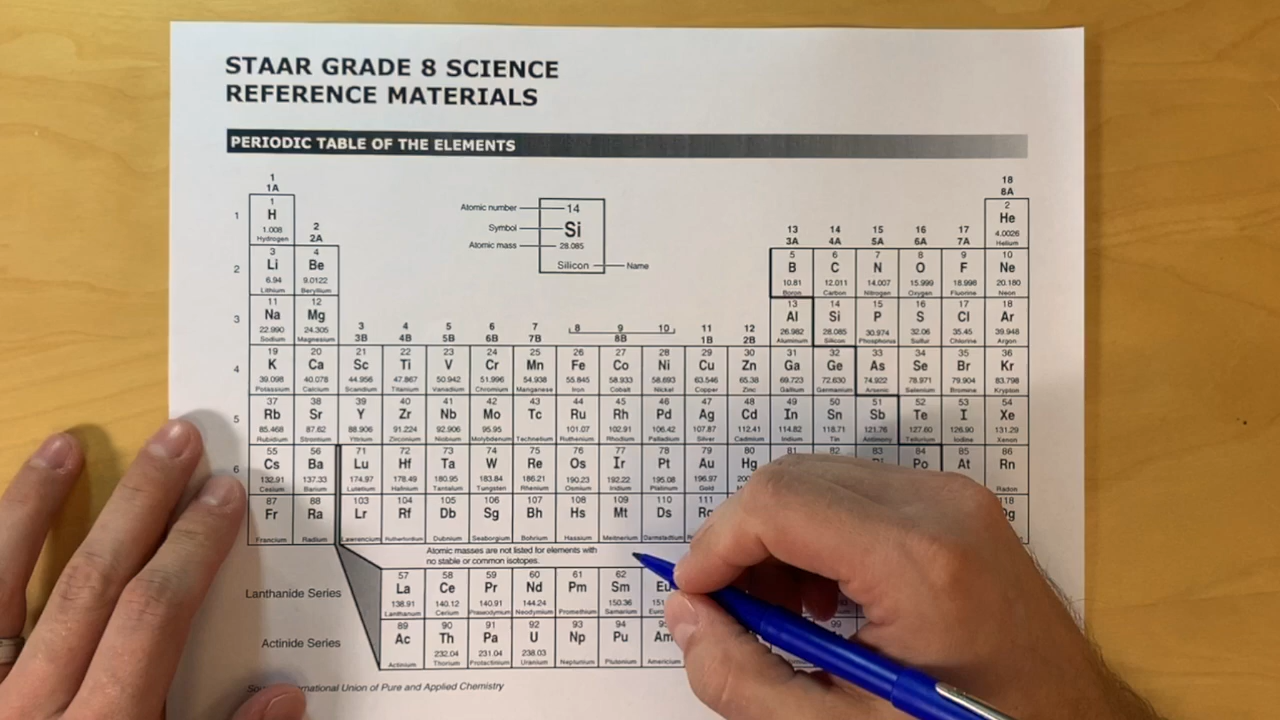 STAAR GRADE 8 SCIENCE
REFERENCE MATERIALS
PERIODIC TABLE OF THE ELEMENTS
1 18
1A 8A
Atomic number 14
Symbol Si
Atomic mass 28.085
Silicon Name
1 1 2
H He
1.008 4.0026
Hydrogen Helium
2 13 14 15 16 17
2A 3A 4A 5A 6A 7A
2 3 4 5 6 7 8 9 10
Li Be B C N O F Ne
6.94 9.0122 10.81 12.011 14.007 15.999 18.998 20.180
Lithium Beryllium Boron Carbon Nitrogen Oxygen Fluorine Neon
3 11 12 13 14 15 16 17 18
Na Mg Al Si P S Cl Ar
22.990 24.305 26.982 28.085 30.974 32.06 35.45 39.948
Sodium Magnesium Aluminum Silicon Phosphorus Sulfur Chlorine Argon
3 4 5 6 7 8 9 10 11 12
3B 4B 5B 6B 7B 8B 1B 2B
4 19 20 21 22 23 24 25 26 27 28 29 30 31 32 33 34 35 36
K Ca Sc Ti V Cr Mn Fe Co Ni Cu Zn Ga Ge As Se Br Kr
39.098 40.078 44.956 47.867 50.942 51.996 54.938 55.845 58.933 58.693 63.546 65.38 69.723 72.630 74.922 78.971 79.904 83.798
Potassium Calcium Scandium Titanium Vanadium Chromium Manganese Iron Cobalt Nickel Copper Zinc Gallium Germanium Arsenic Selenium Bromine Krypton
5 37 38 39 40 41 42 43 44 45 46 47 48 49 50 51 52 53 54
Rb Sr Y Zr Nb Mo Tc Ru Rh Pd Ag Cd In Sn Sb Te I Xe
85.468 87.62 88.906 91.224 92.906 95.95 101.07 102.91 106.42 107.87 112.41 114.82 118.71 121.76 127.60 126.90 131.29
Rubidium Strontium Yttrium Zirconium Niobium Molybdenum Technetium Ruthenium Rhodium Palladium Silver Cadmium Indium Tin Antimony Tellurium Iodine Xenon
6 55 56 71 72 73 74 75 76 77 78 79 80 81 82 83 84 85 86
Cs Ba Lu Hf Ta W Re Os Ir Pt Au Hg Po At Rn
132.91 137.33 174.97 178.49 180.95 183.84 186.21 190.23 192.22 195.08 196.97
Cesium Barium Lutetium Hafnium Tantalum Tungsten Rhenium Osmium Iridium Platinum Gold Radon
87 88 103 104 105 106 107 108 109 110 111 118
Fr Ra Lr Rf Db Sg Bh Hs Mt Ds
Francium Radium Lawrencium Rutherfordium Dubnium Seaborgium Bohrium Hassium Meitnerium Darmstadtium
Atomic masses are not listed for elements with
no stable or common isotopes.
57 58 59 60 61 62
Lanthanide Series La Ce Pr Nd Pm Sm Eu
138.91 140.12 140.91 144.24 150.36
Lanthanum Cerium Praseodymium Neodymium Promethium Samarium
89 90 91 92 93 94
Actinide Series Ac Th Pa U Np Pu Am 99
232.04 231.04 238.03
Actinium Thorium Protactinium Uranium Neptunium Plutonium Americium
Union of Pure and Applied Chemistry